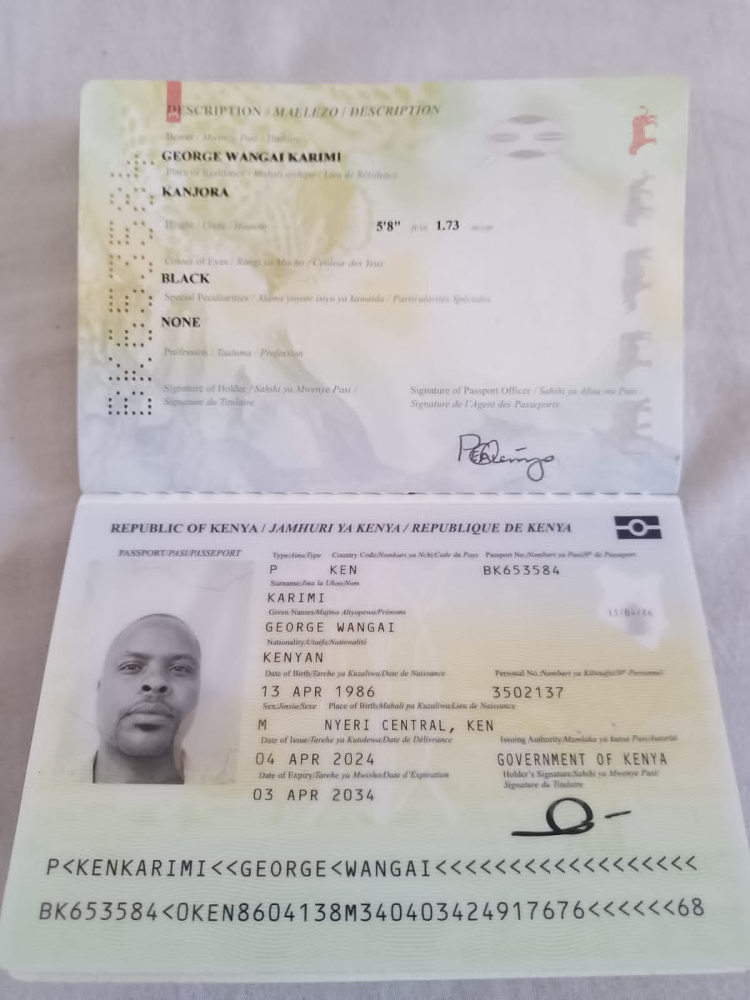 DESCRIPTION / MAELEZO / DESCRIPTION
Bearer / Mwenye Pasi / Titulaire
GEORGE WANGAI KARIMI
Place of Residence / Mahali aishipo / Lieu de Résidence
KANJORA
Height / Urefu / Hauteur 5'8" ft/in 1.73 m/cm
Colour of Eyes / Rangi ya Macho / Couleur des Yeux
BLACK
Special Peculiarities / Alama yoyote isiyo ya kawaida / Particularités Spéciales
NONE
Profession / Taaluma / Profession
Signature of Holder / Sahihi ya Mwenye Pasi /
Signature du Titulaire
Signature of Passport Officer / Sahihi ya Afisa wa Pasi /
Signature de l'Agent des Passeports
BK653584
REPUBLIC OF KENYA / JAMHURI YA KENYA / REPUBLIQUE DE KENYA
PASSPORT/PASI/PASSEPORT
Type/Aina/Type Country Code/Nambari ya Nchi/Code du Pays Passport No./Nambari ya Pasi/Nº de Passeport
P KEN BK653584
Surname/Jina la Ukoo/Nom
KARIMI
Given Names/Majina Aliyopewa/Prénoms
GEORGE WANGAI
Nationality/Utaifa/Nationalité
KENYAN
Date of Birth/Tarehe ya Kuzaliwa/Date de Naissance Personal No./Nambari ya Kibinafsi/Nº Personnel
13 APR 1986 3502137
Sex/Jinsia/Sexe Place of Birth/Mahali pa Kuzaliwa/Lieu de Naissance
M NYERI CENTRAL, KEN
Date of Issue/Tarehe ya Kutolewa/Date de Délivrance Issuing Authority/Mamlaka ya kutoa Pasi/Autorité
04 APR 2024 GOVERNMENT OF KENYA
Date of Expiry/Tarehe ya Mwisho/Date d'Expiration Holder's Signature/Sahihi ya Mwenye Pasi/
Signature du Titulaire
03 APR 2034
P<KENKARIMI<<GEORGE<WANGAI<<<<<<<<<<<<<<<<<<
BK653584<0KEN8604138M340403424917676<<<<<<68